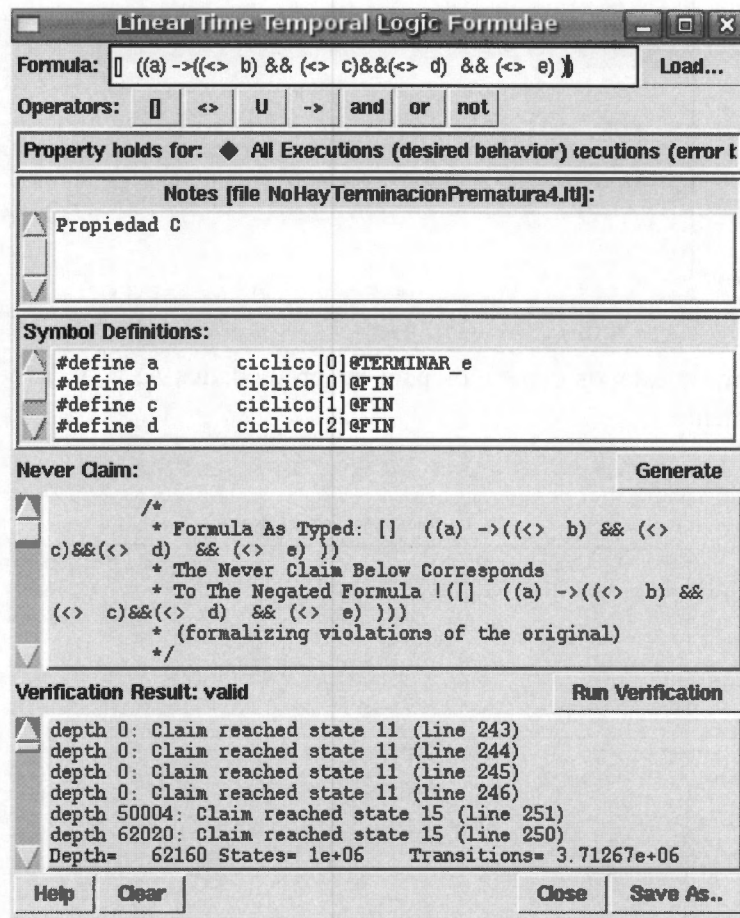 Linear Time Temporal Logic Formulae
Formula: [] ((a) ->((<> b) && (<> c)&&(<> d) && (<> e) ))
Load...
Operators: [] <> U -> and or not
Property holds for: ◆ All Executions (desired behavior) (ecutions (error t
Notes [file NoHayTerminacionPrematura4.ltl]:
Propiedad C
Symbol Definitions:
#define a ciclico[0]@TERMINAR_e
#define b ciclico[0]@FIN
#define c ciclico[1]@FIN
#define d ciclico[2]@FIN
Never Claim:
Generate
/*
* Formula As Typed: [] ((a) ->((<> b) && (<>
c)&&(<> d) && (<> e) ))
* The Never Claim Below Corresponds
* To The Negated Formula !([] ((a) ->((<> b) &&
(<> c)&&(<> d) && (<> e) )))
* (formalizing violations of the original)
*/
Verification Result: valid
Run Verification
depth 0: Claim reached state 11 (line 243)
depth 0: Claim reached state 11 (line 244)
depth 0: Claim reached state 11 (line 245)
depth 0: Claim reached state 11 (line 246)
depth 50004: Claim reached state 15 (line 251)
depth 62020: Claim reached state 15 (line 250)
Depth= 62160 States= 1e+06 Transitions= 3.71267e+06
Help Clear Close Save As..